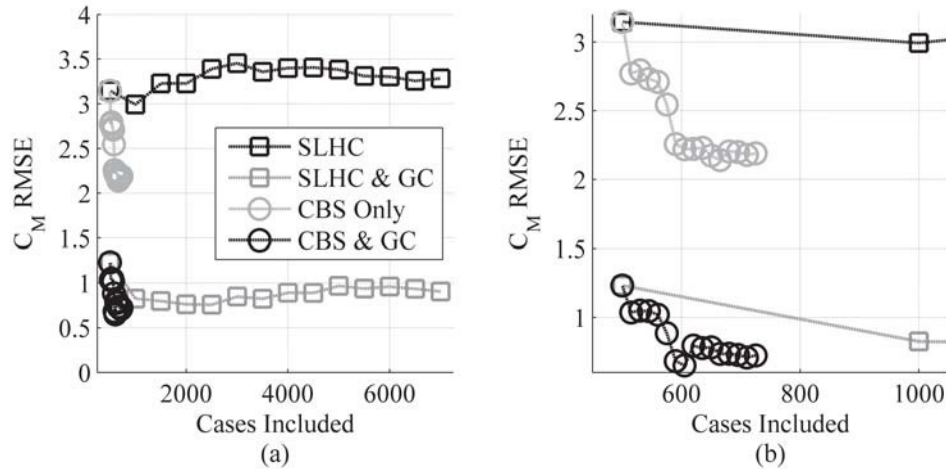 4
3.5
3
2.5
2
1.5
1
0.5
0
C_M RMSE
SLHC
SLHC & GC
CBS Only
CBS & GC
2000 4000 6000
Cases Included
(a)
3
2.5
2
1.5
1
C_M RMSE
600 800 1000
Cases Included
(b)